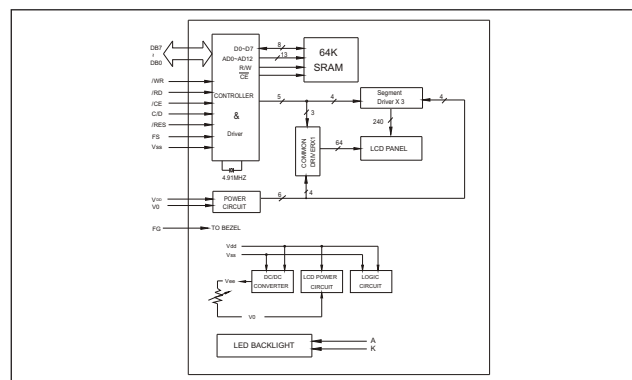 DB7
~
DB0
/WR
/RD
/CE
C/D
/RES
FS
Vss
D0~D7
AD0~AD12
R/W
CE
CONTROLLER
&
Driver
4.91MHZ
8
13
64K
SRAM
5
4
3
Segment
Driver X 3
4
240
COMMON
DRIVERX1
64
LCD PANEL
4
VDD
V0
POWER
CIRCUIT
6
FG
TO BEZEL
Vdd
Vss
Vee
DC/DC
CONVERTER
LCD POWER
CIRCUIT
LOGIC
CIRCUIT
V0
LED BACKLIGHT
A
K